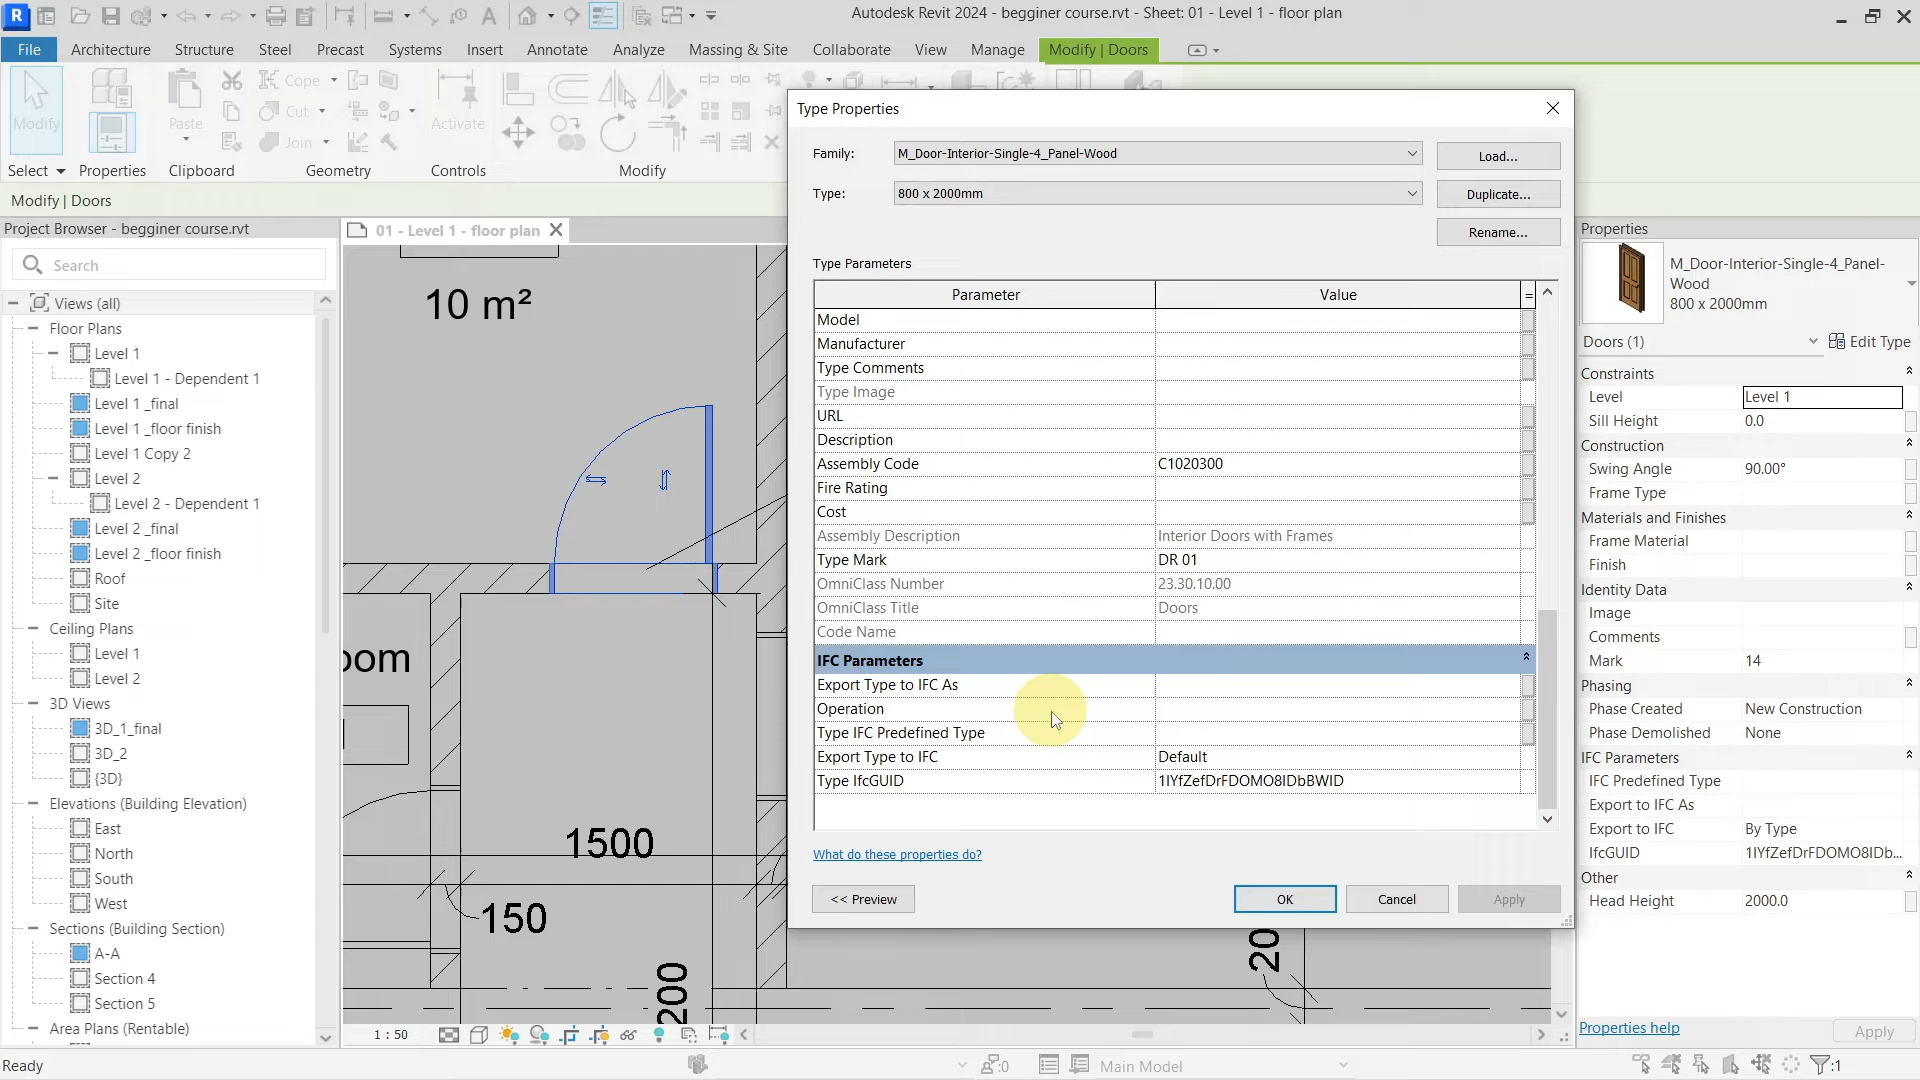 Autodesk Revit 2024 - begginer course.rvt - Sheet: 01 - Level 1 - floor plan
File
Architecture
Structure
Steel
Precast
Systems
Insert
Annotate
Analyze
Massing & Site
Collaborate
View
Manage
Modify | Doors
Modify
Paste
Cope
Cut
Join
Activate
Select
Properties
Clipboard
Geometry
Controls
Modify
Modify | Doors
Project Browser - begginer course.rvt
Search
Views (all)
Floor Plans
Level 1
Level 1 - Dependent 1
Level 1 _final
Level 1 _floor finish
Level 1 Copy 2
Level 2
Level 2 - Dependent 1
Level 2 _final
Level 2 _floor finish
Roof
Site
Ceiling Plans
Level 1
Level 2
3D Views
3D_1_final
3D_2
{3D}
Elevations (Building Elevation)
East
North
South
West
Sections (Building Section)
A-A
Section 4
Section 5
Area Plans (Rentable)
01 - Level 1 - floor plan
10 m²
oom
1500
150
200
20
1 : 50
Type Properties
Family:
M_Door-Interior-Single-4_Panel-Wood
Load...
Type:
800 x 2000mm
Duplicate...
Rename...
Type Parameters
Parameter
Value
=
Model
Manufacturer
Type Comments
Type Image
URL
Description
Assembly Code
C1020300
Fire Rating
Cost
Assembly Description
Interior Doors with Frames
Type Mark
DR 01
OmniClass Number
23.30.10.00
OmniClass Title
Doors
Code Name
IFC Parameters
Export Type to IFC As
Operation
Type IFC Predefined Type
Export Type to IFC
Default
Type IfcGUID
1IYfZefDrFDOMO8IDbBWID
What do these properties do?
<< Preview
OK
Cancel
Apply
Properties
M_Door-Interior-Single-4_Panel-
Wood
800 x 2000mm
Doors (1)
Edit Type
Constraints
Level
Level 1
Sill Height
0.0
Construction
Swing Angle
90.00°
Frame Type
Materials and Finishes
Frame Material
Finish
Identity Data
Image
Comments
Mark
14
Phasing
Phase Created
New Construction
Phase Demolished
None
IFC Parameters
IFC Predefined Type
Export to IFC As
Export to IFC
By Type
IfcGUID
1IYfZefDrFDOMO8IDb...
Other
Head Height
2000.0
Properties help
Apply
Ready
:0
Main Model
:1